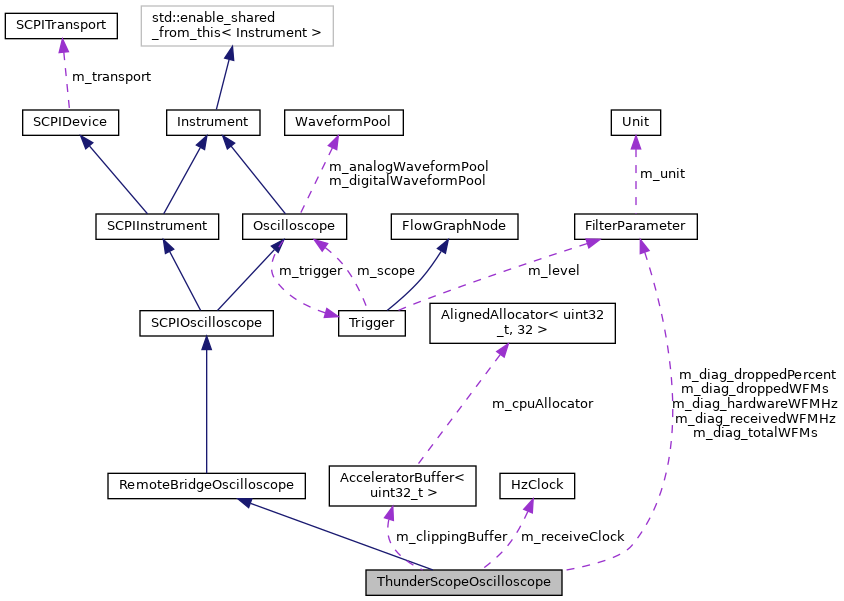 SCPITransport
std::enable_shared
_from_this< Instrument >
m_transport
SCPIDevice
Instrument
WaveformPool
Unit
m_analogWaveformPool
m_digitalWaveformPool
m_unit
SCPIInstrument
Oscilloscope
FlowGraphNode
FilterParameter
m_trigger
m_scope
m_level
SCPIOscilloscope
Trigger
AlignedAllocator< uint32
_t, 32 >
m_cpuAllocator
m_diag_droppedPercent
m_diag_droppedWFMs
m_diag_hardwareWFMHz
m_diag_receivedWFMHz
m_diag_totalWFMs
RemoteBridgeOscilloscope
AcceleratorBuffer<
uint32_t >
HzClock
m_clippingBuffer
m_receiveClock
ThunderScopeOscilloscope